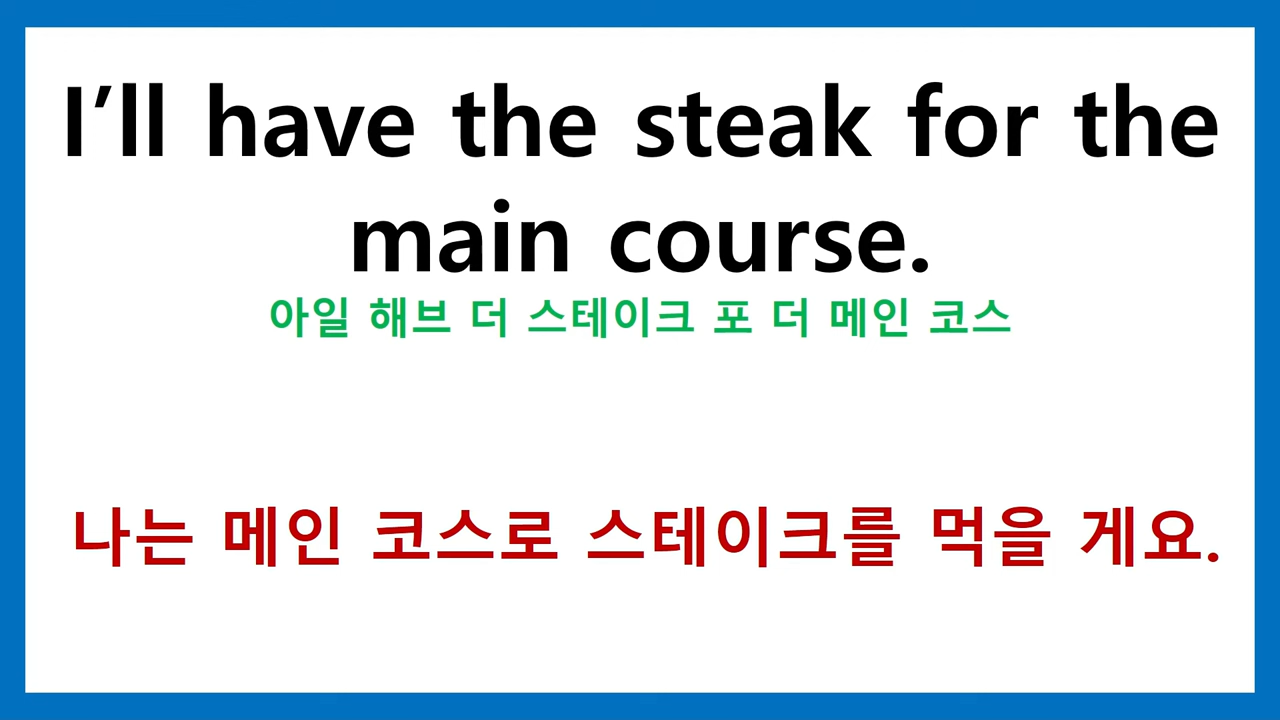 I’ll have the steak for the
main course.
아일 해브 더 스테이크 포 더 메인 코스
나는 메인 코스로 스테이크를 먹을 게요.